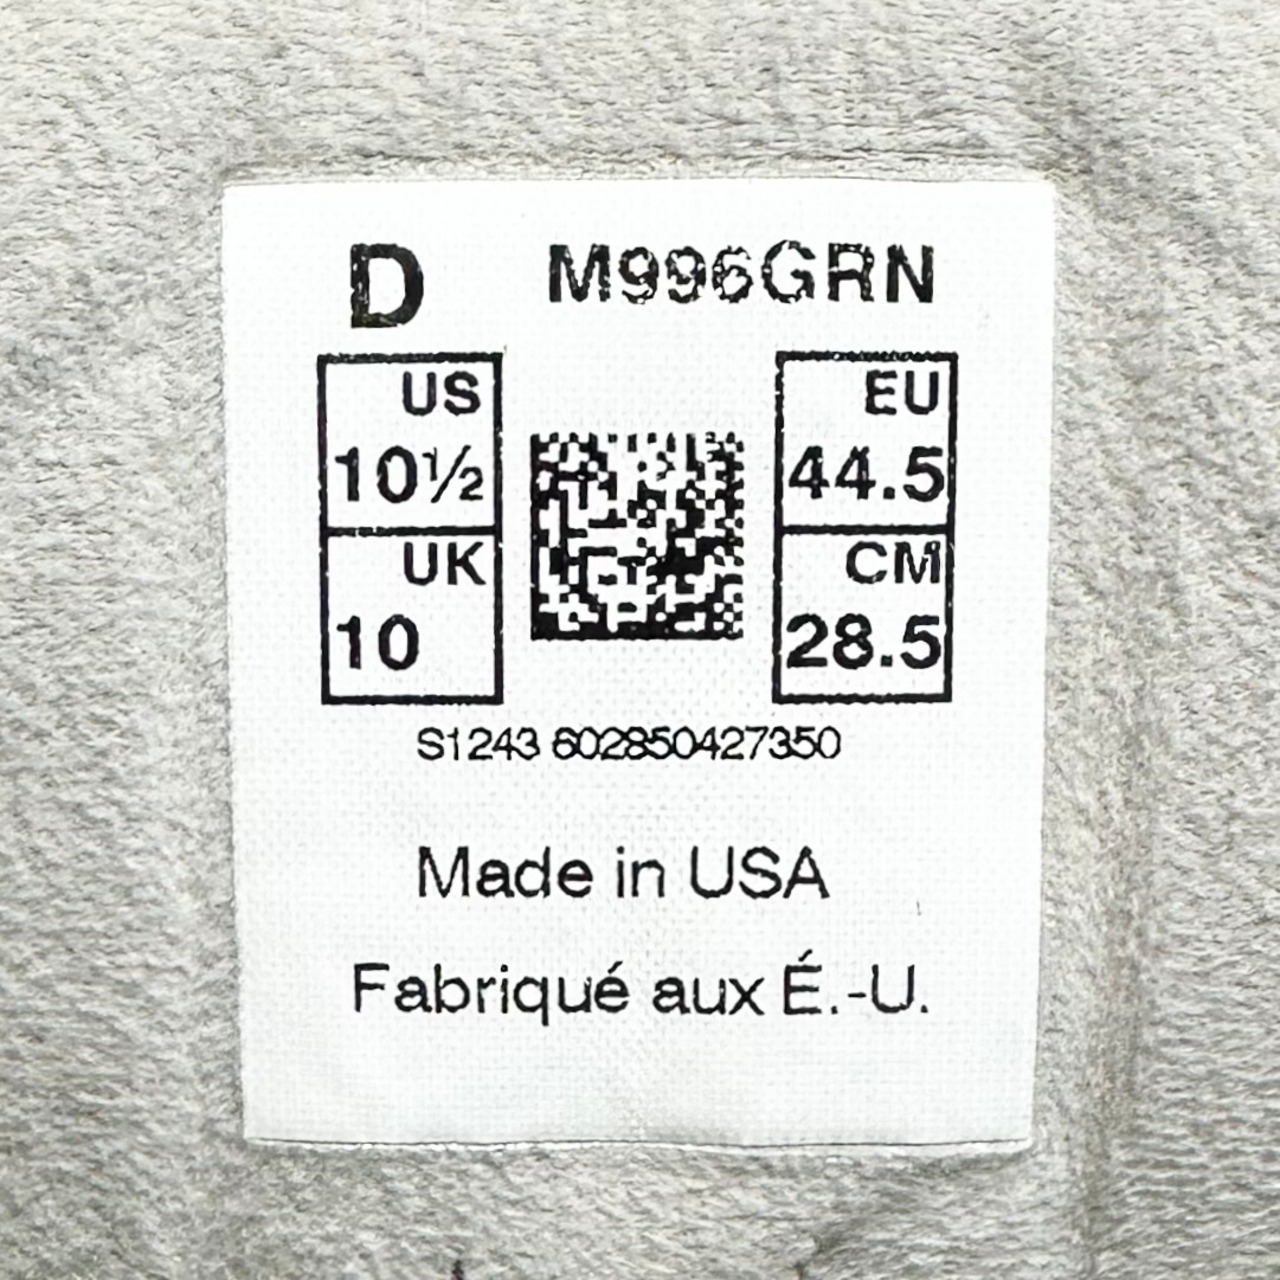 D M996GRN
US EU
10½ 44.5
UK CM
10 28.5
S1243 602850427350
Made in USA
Fabriqué aux É.-U.